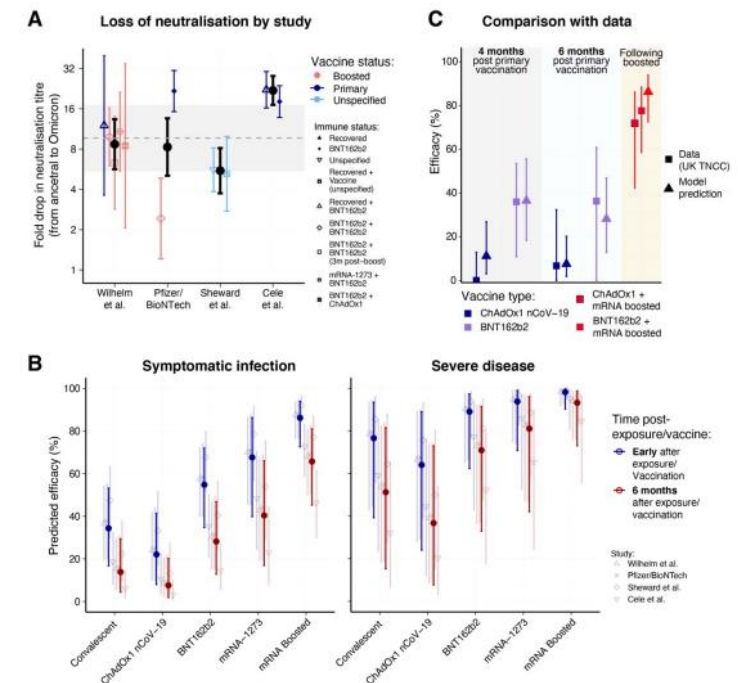 A
Loss of neutralisation by study
Fold drop in neutralisation titre
(from ancestral to Omicron)
32
16
8
4
2
1
Wilhelm
et al.
Pfizer/
BioNTech
Sheward
et al.
Cele
et al.
Vaccine status:
Boosted
Primary
Unspecified
Immune status:
Recovered
BNT162b2
Unspecified
Recovered +
Vaccine
(unspecified)
Recovered +
BNT162b2
BNT162b2 +
BNT162b2
BNT162b2 +
BNT162b2
(3m post-boost)
mRNA-1273 +
BNT162b2
BNT162b2 +
ChAdOx1
C
Comparison with data
Efficacy (%)
100
80
60
40
20
0
4 months
post primary
vaccination
6 months
post primary
vaccination
Following
boosted
Data
(UK TNCC)
Model
prediction
Vaccine type:
ChAdOx1 nCoV-19
BNT162b2
ChAdOx1 +
mRNA boosted
BNT162b2 +
mRNA boosted
B
Symptomatic infection
Severe disease
Predicted efficacy (%)
100
80
60
40
20
0
Convalescent
ChAdOx1 nCoV-19
BNT162b2
mRNA-1273
mRNA Boosted
Convalescent
ChAdOx1 nCoV-19
BNT162b2
mRNA-1273
mRNA Boosted
Time post-
exposure/vaccine:
Early after
exposure/
Vaccination
6 months
after exposure/
vaccination
Study:
Wilhelm et al.
Pfizer/BioNTech
Sheward et al.
Cele et al.